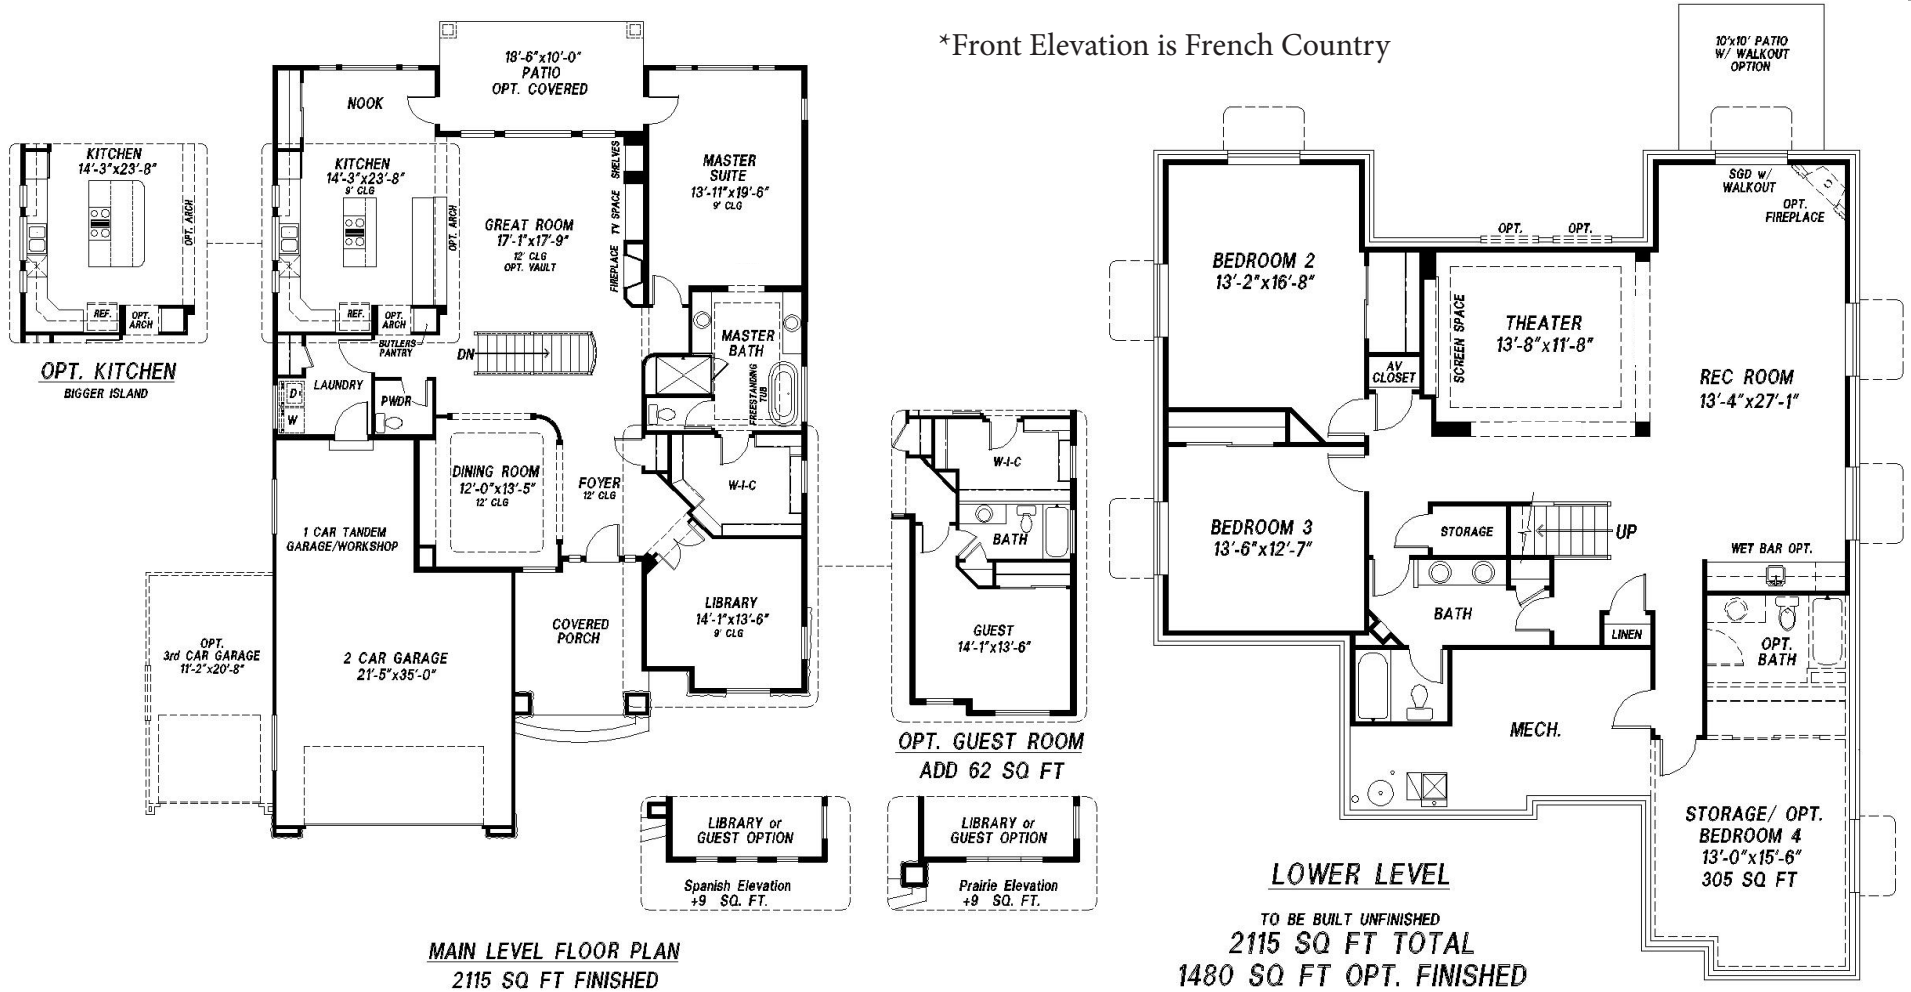 *Front Elevation is French Country
18'-6"x10'-0"
PATIO
OPT. COVERED
NOOK
KITCHEN
14'-3"x23'-8"
OPT. ARCH
REF.
OPT.
ARCH
OPT. KITCHEN
BIGGER ISLAND
KITCHEN
14'-3"x23'-8"
9' CLG
OPT. ARCH
REF.
OPT.
ARCH
BUTLERS
PANTRY
GREAT ROOM
17'-1"x17'-9"
12' CLG
OPT. VAULT
SHELVES
TV SPACE
FIREPLACE
MASTER
SUITE
13'-11"x19'-6"
9' CLG
DN
MASTER
BATH
FREESTANDING
TUB
LAUNDRY
D
W
PWDR
DINING ROOM
12'-0"x13'-5"
12' CLG
FOYER
12' CLG
W-I-C
1 CAR TANDEM
GARAGE/WORKSHOP
LIBRARY
14'-1"x13'-6"
9' CLG
COVERED
PORCH
OPT.
3rd CAR GARAGE
11'-2"x20'-8"
2 CAR GARAGE
21'-5"x35'-0"
W-I-C
BATH
GUEST
14'-1"x13'-6"
OPT. GUEST ROOM
ADD 62 SQ FT
LIBRARY or
GUEST OPTION
Spanish Elevation
+9 SQ. FT.
LIBRARY or
GUEST OPTION
Prairie Elevation
+9 SQ. FT.
MAIN LEVEL FLOOR PLAN
2115 SQ FT FINISHED
10'x10' PATIO
W/ WALKOUT
OPTION
SGD w/
WALKOUT
OPT.
FIREPLACE
OPT.
OPT.
BEDROOM 2
13'-2"x16'-8"
SCREEN SPACE
THEATER
13'-8"x11'-8"
AV
CLOSET
REC ROOM
13'-4"x27'-1"
BEDROOM 3
13'-6"x12'-7"
STORAGE
UP
WET BAR OPT.
BATH
LINEN
OPT.
BATH
MECH.
STORAGE/ OPT.
BEDROOM 4
13'-0"x15'-6"
305 SQ FT
LOWER LEVEL
TO BE BUILT UNFINISHED
2115 SQ FT TOTAL
1480 SQ FT OPT. FINISHED